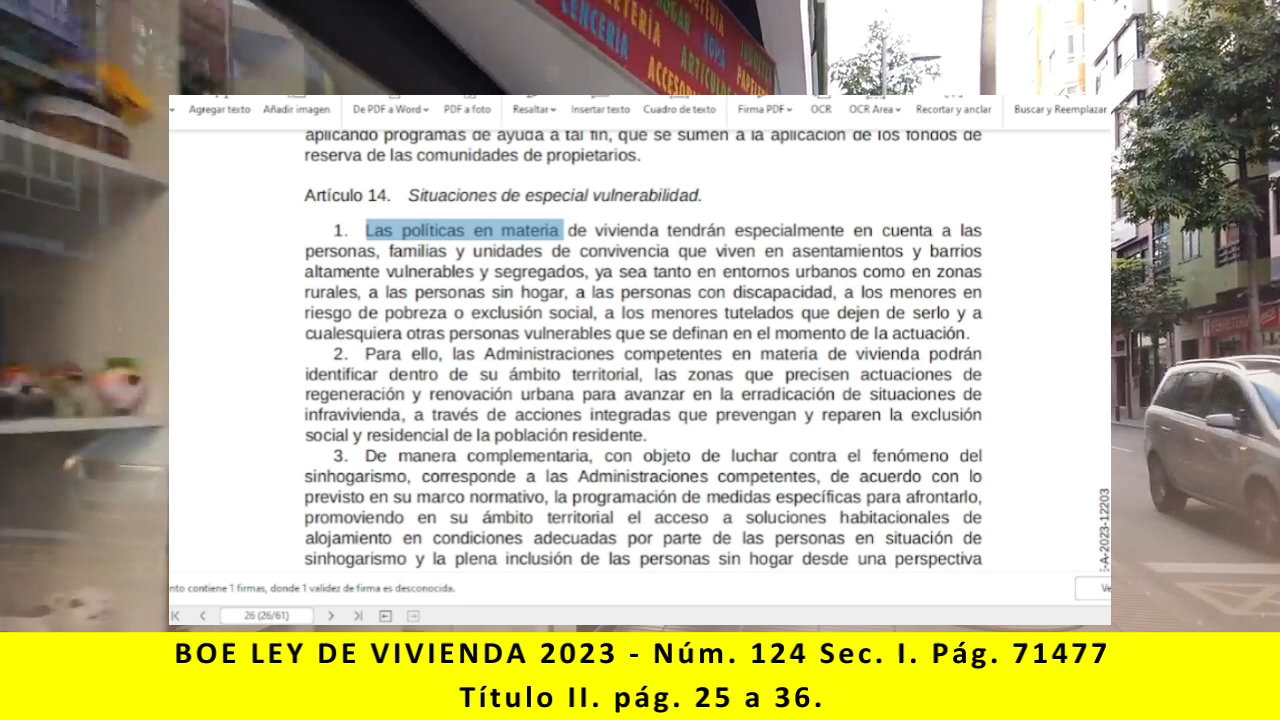 HOGAR
ROPA
LENCERÍA
Agregar texto Añadir imagen De PDF a Word PDF a foto Resaltar Insertar texto Cuadro de texto Firma PDF OCR OCR Area Recortar y anclar Buscar y Reemplazar
aplicando programas de ayuda a tal fin, que se sumen a la aplicación de los fondos de
reserva de las comunidades de propietarios.
Artículo 14. Situaciones de especial vulnerabilidad.
1. Las políticas en materia de vivienda tendrán especialmente en cuenta a las
personas, familias y unidades de convivencia que viven en asentamientos y barrios
altamente vulnerables y segregados, ya sea tanto en entornos urbanos como en zonas
rurales, a las personas sin hogar, a las personas con discapacidad, a los menores en
riesgo de pobreza o exclusión social, a los menores tutelados que dejen de serlo y a
cualesquiera otras personas vulnerables que se definan en el momento de la actuación.
2. Para ello, las Administraciones competentes en materia de vivienda podrán
identificar dentro de su ámbito territorial, las zonas que precisen actuaciones de
regeneración y renovación urbana para avanzar en la erradicación de situaciones de
infravivienda, a través de acciones integradas que prevengan y reparen la exclusión
social y residencial de la población residente.
3. De manera complementaria, con objeto de luchar contra el fenómeno del
sinhogarismo, corresponde a las Administraciones competentes, de acuerdo con lo
previsto en su marco normativo, la programación de medidas específicas para afrontarlo,
promoviendo en su ámbito territorial el acceso a soluciones habitacionales de
alojamiento en condiciones adecuadas por parte de las personas en situación de
sinhogarismo y la plena inclusión de las personas sin hogar desde una perspectiva
-A-2023-12203
nto contiene 1 firmas, donde 1 validez de firma es desconocida.
Ve
26 (26/61)
BOE LEY DE VIVIENDA 2023 - Núm. 124 Sec. I. Pág. 71477
Título II. pág. 25 a 36.